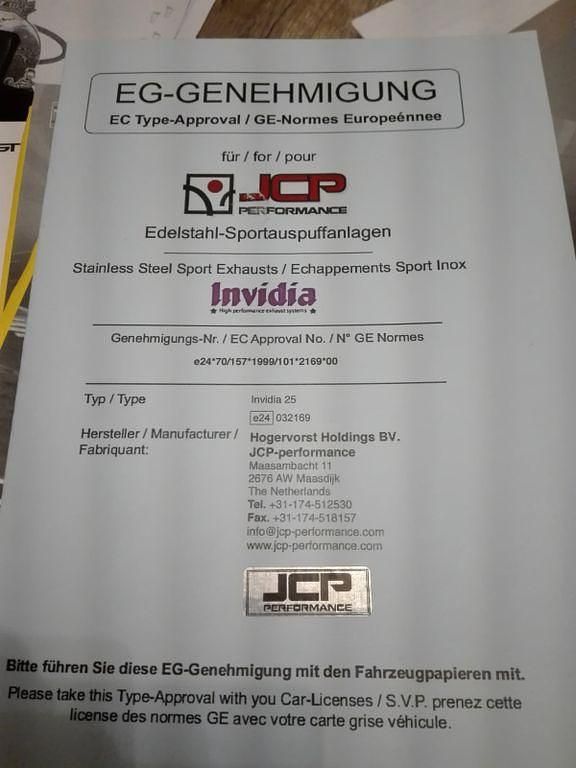 EG-GENEHMIGUNG
EC Type-Approval / GE-Normes Europeénnee
für / for / pour
JCP
PERFORMANCE
Edelstahl-Sportauspuffanlagen
Stainless Steel Sport Exhausts / Echappements Sport Inox
Invidia
High performance exhaust systems
Genehmigungs-Nr. / EC Approval No. / N° GE Normes
e24*70/157*1999/101*2169*00
Typ / Type Invidia 25
e24 032169
Hersteller / Manufacturer / Hogervorst Holdings BV.
Fabriquant: JCP-performance
Maasambacht 11
2676 AW Maasdijk
The Netherlands
Tel. +31-174-512530
Fax. +31-174-518157
info@jcp-performance.com
www.jcp-performance.com
JCP
PERFORMANCE
Bitte führen Sie diese EG-Genehmigung mit den Fahrzeugpapieren mit.
Please take this Type-Approval with you Car-Licenses / S.V.P. prenez cette
license des normes GE avec votre carte grise véhicule.